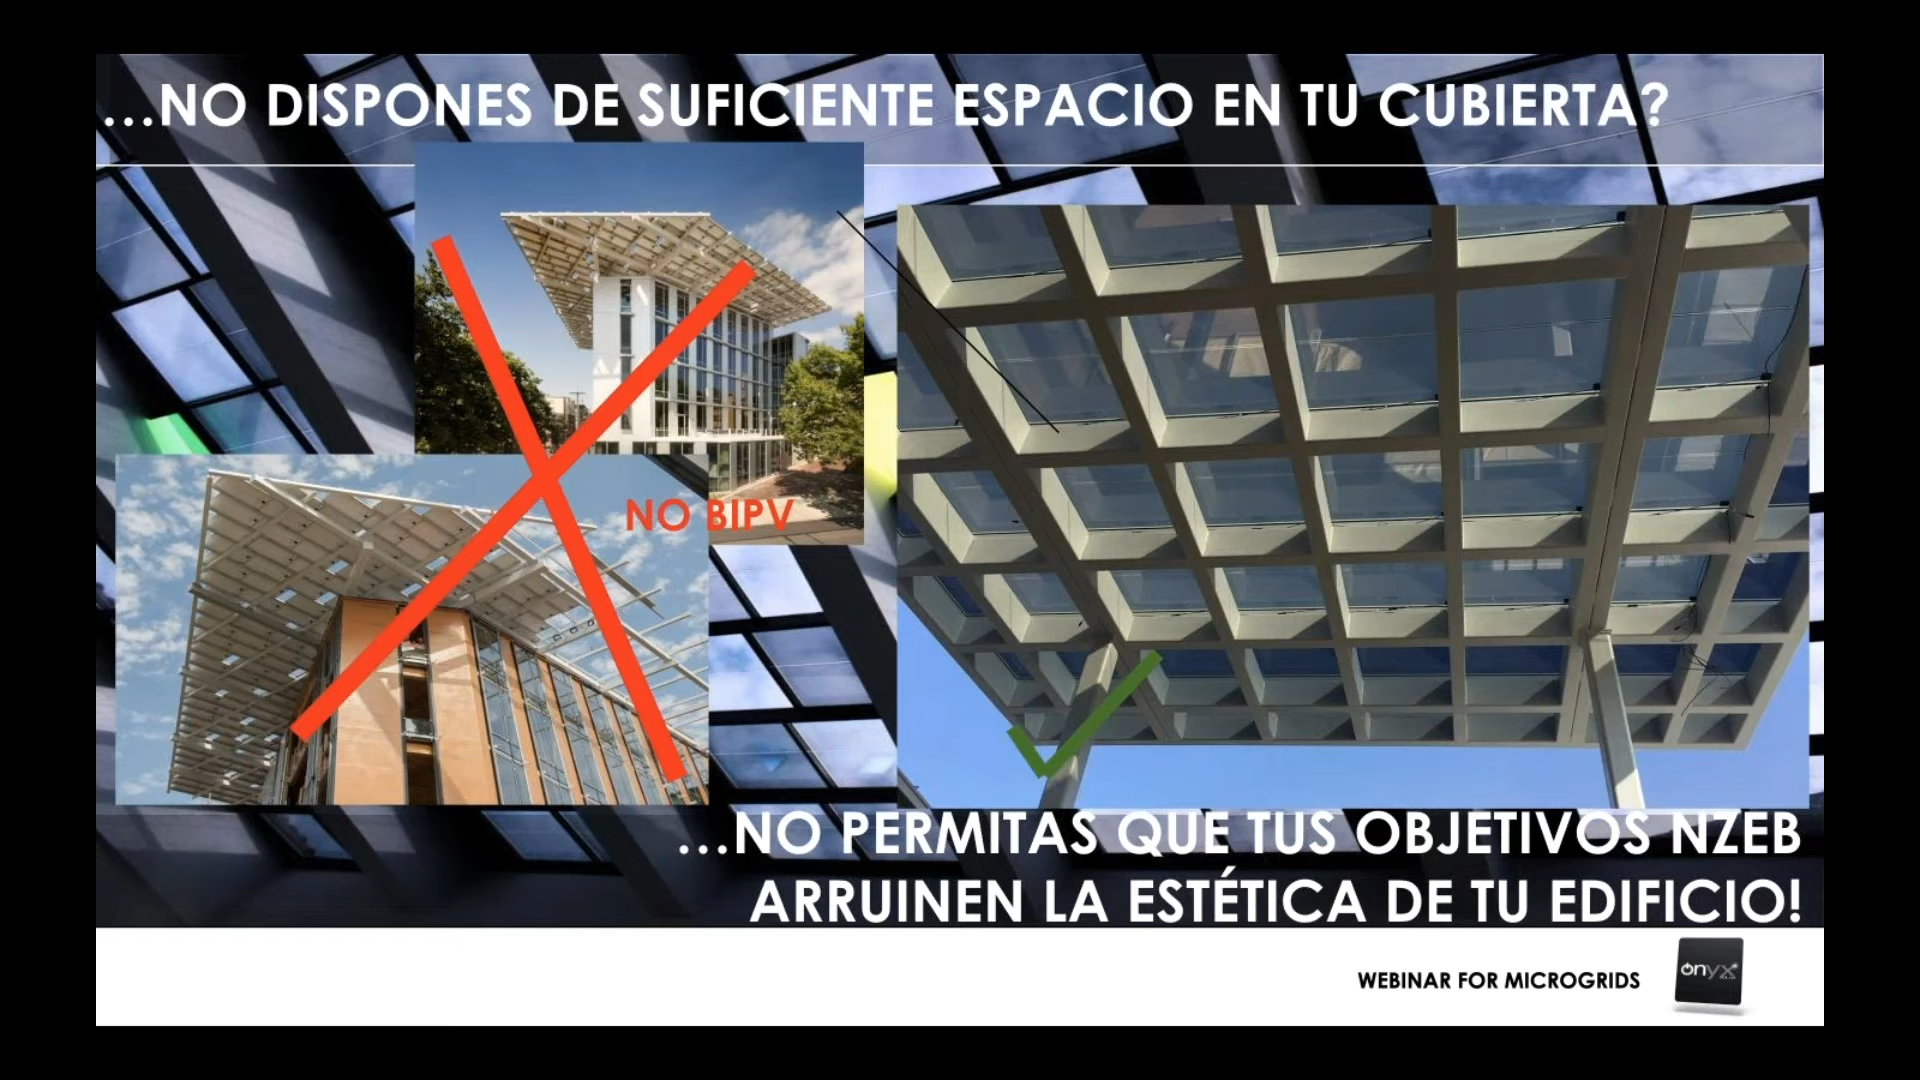 ...NO DISPONES DE SUFICIENTE ESPACIO EN TU CUBIERTA?
NO BIPV
...NO PERMITAS QUE TUS OBJETIVOS NZEB
ARRUINEN LA ESTÉTICA DE TU EDIFICIO!
WEBINAR FOR MICROGRIDS
onyx